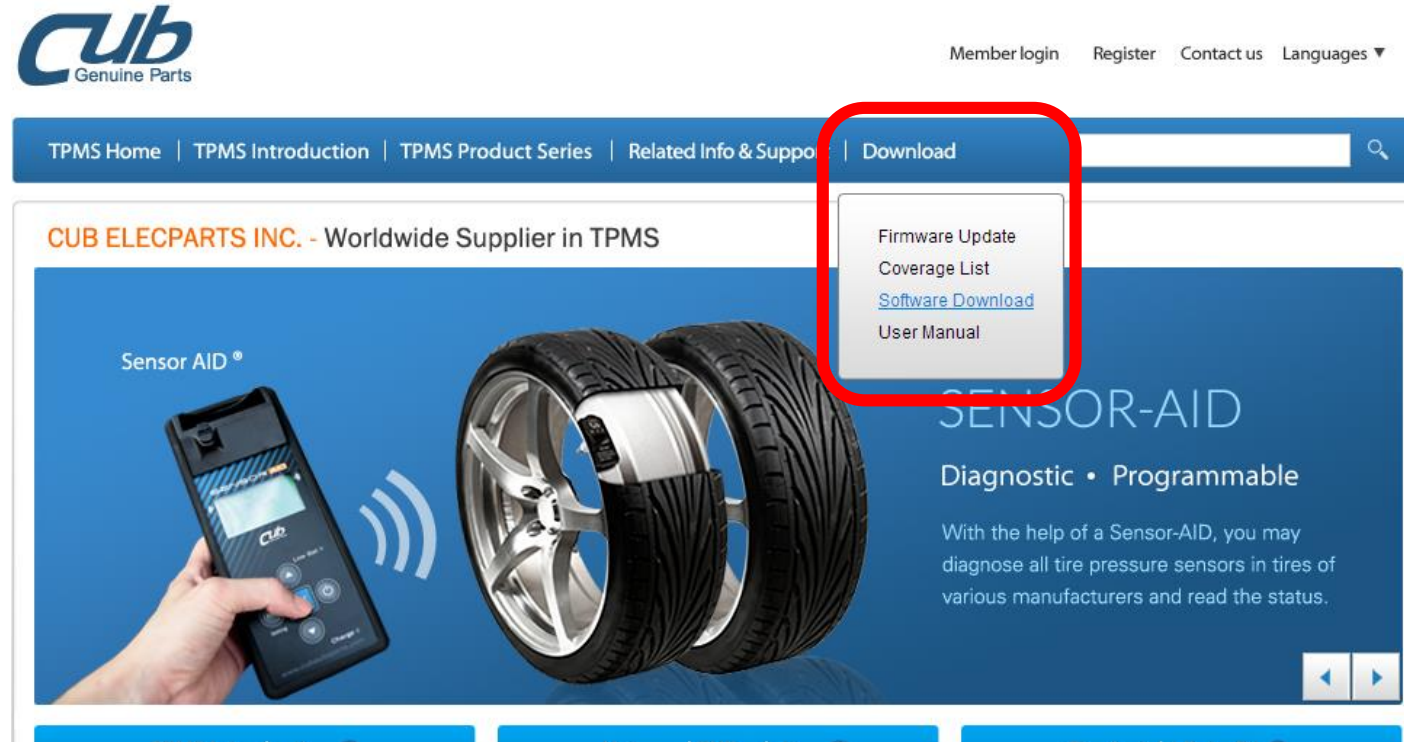 CUB
Genuine Parts
Member login Register Contact us Languages ▼
TPMS Home | TPMS Introduction | TPMS Product Series | Related Info & Support | Download
Firmware Update
Coverage List
Software Download
User Manual
CUB ELECPARTS INC. - Worldwide Supplier in TPMS
Sensor AID ®
CUB
SENSOR-AID
Diagnostic • Programmable
With the help of a Sensor-AID, you may
diagnose all tire pressure sensors in tires of
various manufacturers and read the status.